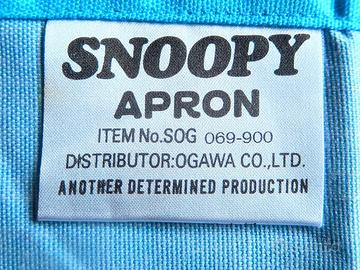 SNOOPY
APRON
ITEM No.SOG 069-900
DISTRIBUTOR:OGAWA CO.,LTD.
ANOTHER DETERMINED PRODUCTION